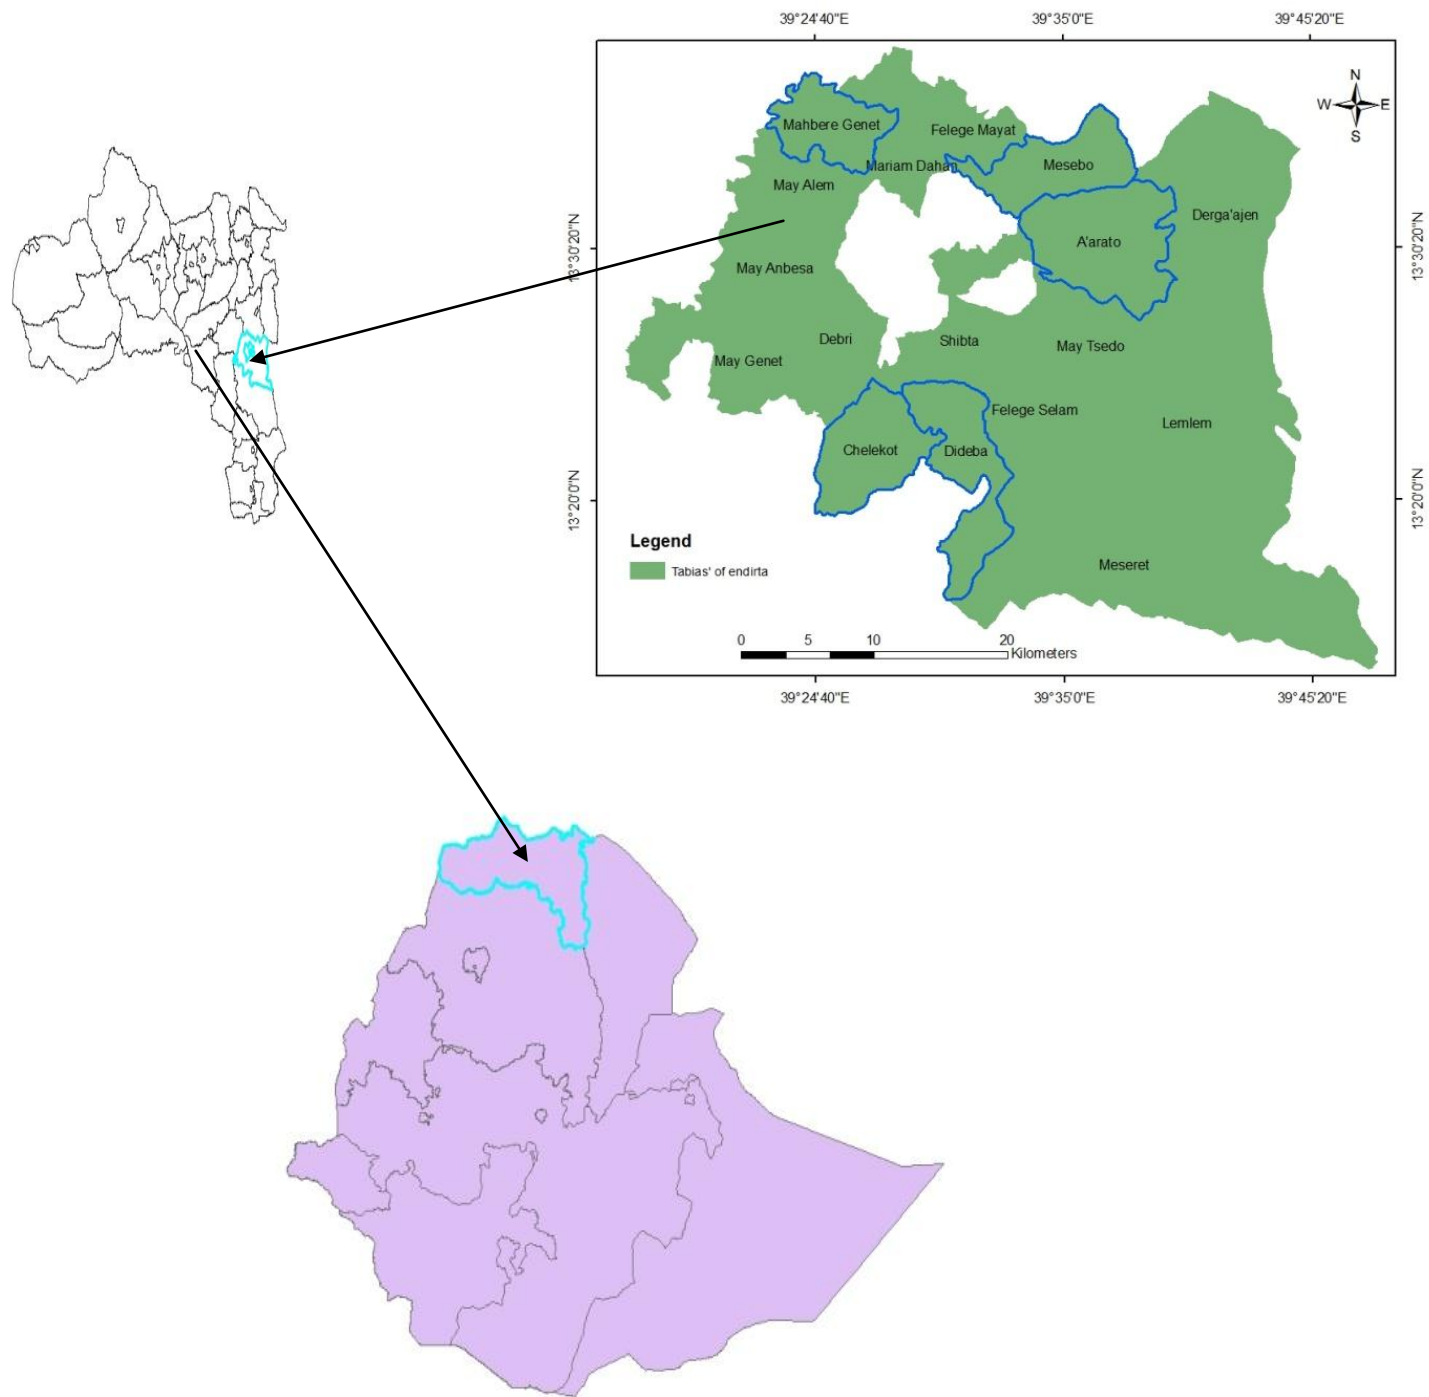 39°24'40"E
39°35'0"E
39°45'20"E
N
W
E
S
Mahbere Genet
Felege Mayat
Mariam Dahan
Mesebo
May Alem
Derga'ajen
A'arato
13°30'20"N
13°30'20"N
May Anbesa
Debri
Shibta
May Tsedo
May Genet
Felege Selam
Lemlem
Chelekot
Dideba
13°20'0"N
13°20'0"N
Legend
Tabias' of endirta
Meseret
0 5 10 20
Kilometers
39°24'40"E
39°35'0"E
39°45'20"E